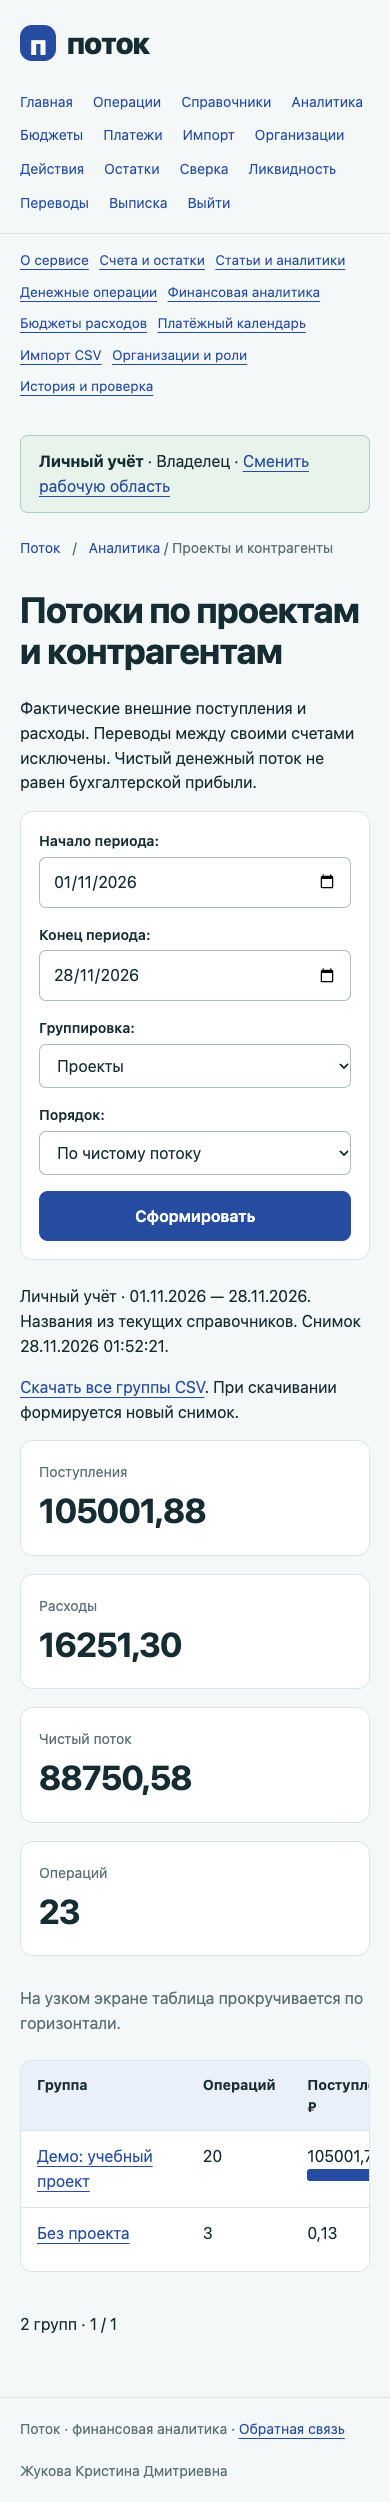 п поток
Главная Операции Справочники Аналитика
Бюджеты Платежи Импорт Организации
Действия Остатки Сверка Ликвидность
Переводы Выписка Выйти
О сервисе Счета и остатки Статьи и аналитики
Денежные операции Финансовая аналитика
Бюджеты расходов Платёжный календарь
Импорт CSV Организации и роли
История и проверка
Личный учёт · Владелец · Сменить
рабочую область
Поток / Аналитика / Проекты и контрагенты
Потоки по проектам
и контрагентам
Фактические внешние поступления и
расходы. Переводы между своими счетами
исключены. Чистый денежный поток не
равен бухгалтерской прибыли.
Начало периода:
01/11/2026
Конец периода:
28/11/2026
Группировка:
Проекты
Порядок:
По чистому потоку
Сформировать
Личный учёт · 01.11.2026 — 28.11.2026.
Названия из текущих справочников. Снимок
28.11.2026 01:52:21.
Скачать все группы CSV. При скачивании
формируется новый снимок.
Поступления
105001,88
Расходы
16251,30
Чистый поток
88750,58
Операций
23
На узком экране таблица прокручивается по
горизонтали.
Группа Операций Поступл
₽
Демо: учебный 20 105001,7
проект
Без проекта 3 0,13
2 групп · 1 / 1
Поток · финансовая аналитика · Обратная связь
Жукова Кристина Дмитриевна